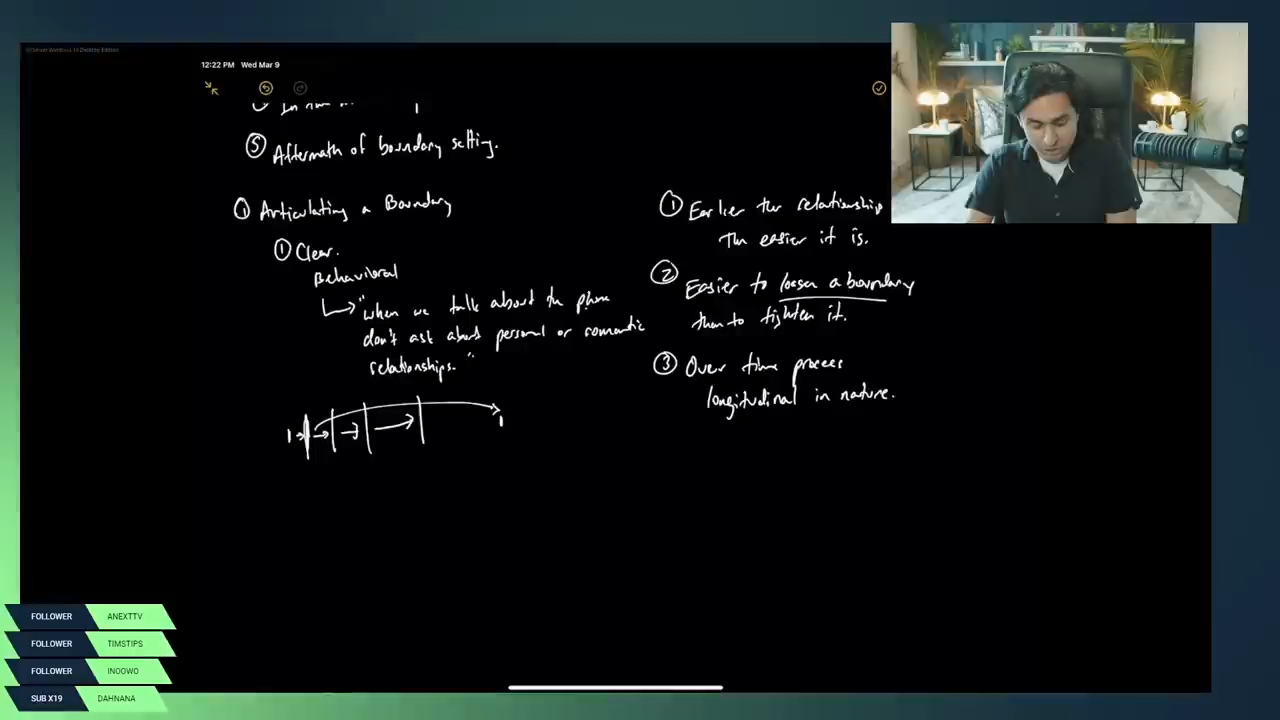 12:22 PM Wed Mar 9
⑤ Aftermath of boundary setting.
① Articulating a Boundary
① Clear.
Behavioral
"when we talk about the phone
don't ask about personal or romantic
relationships."
① Earlier the relationship
The easier it is.
② Easier to loosen a boundary
than to tighten it.
③ Over time process
longitudinal in nature.
FOLLOWER ANEXTTV
FOLLOWER TIMSTIPS
FOLLOWER INOOWO
SUB X19 DAHNANA